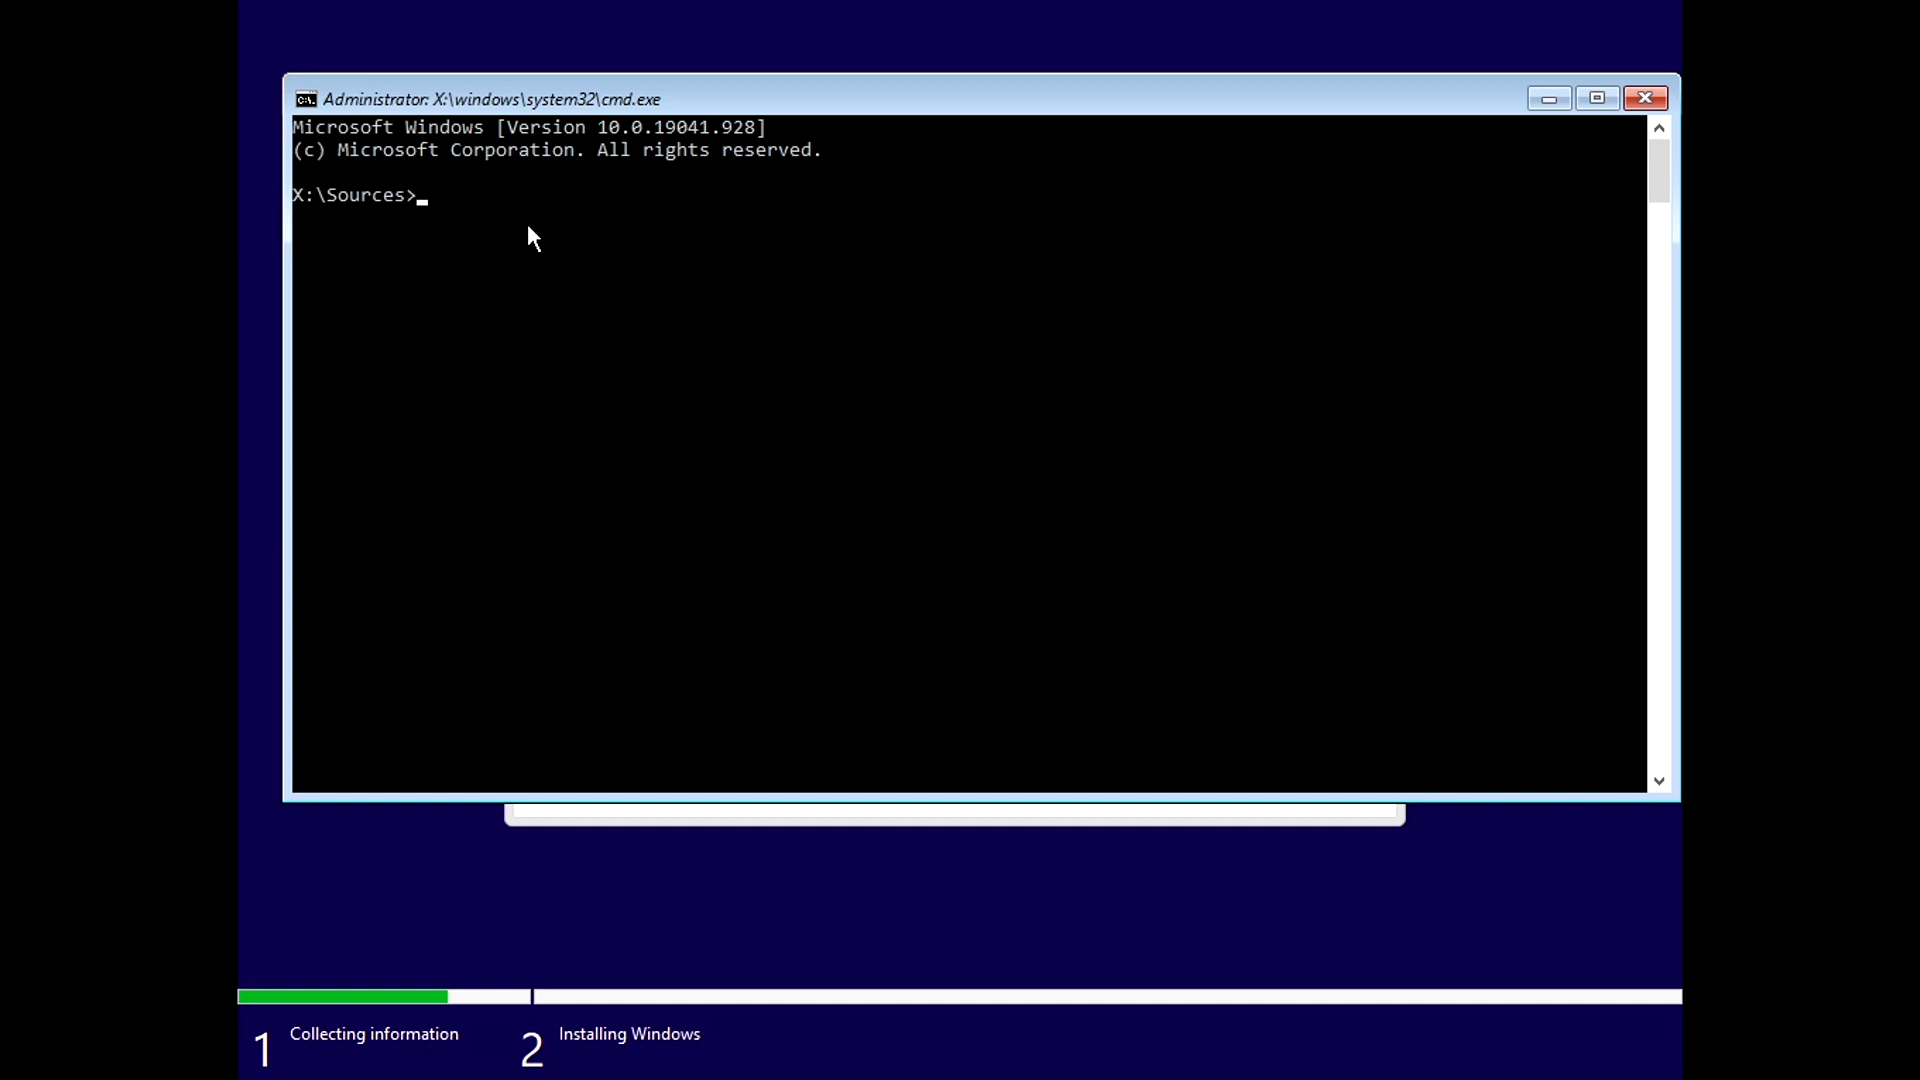 Administrator: X:\windows\system32\cmd.exe
Microsoft Windows [Version 10.0.19041.928]
(c) Microsoft Corporation. All rights reserved.
X:\Sources>
1 Collecting information 2 Installing Windows